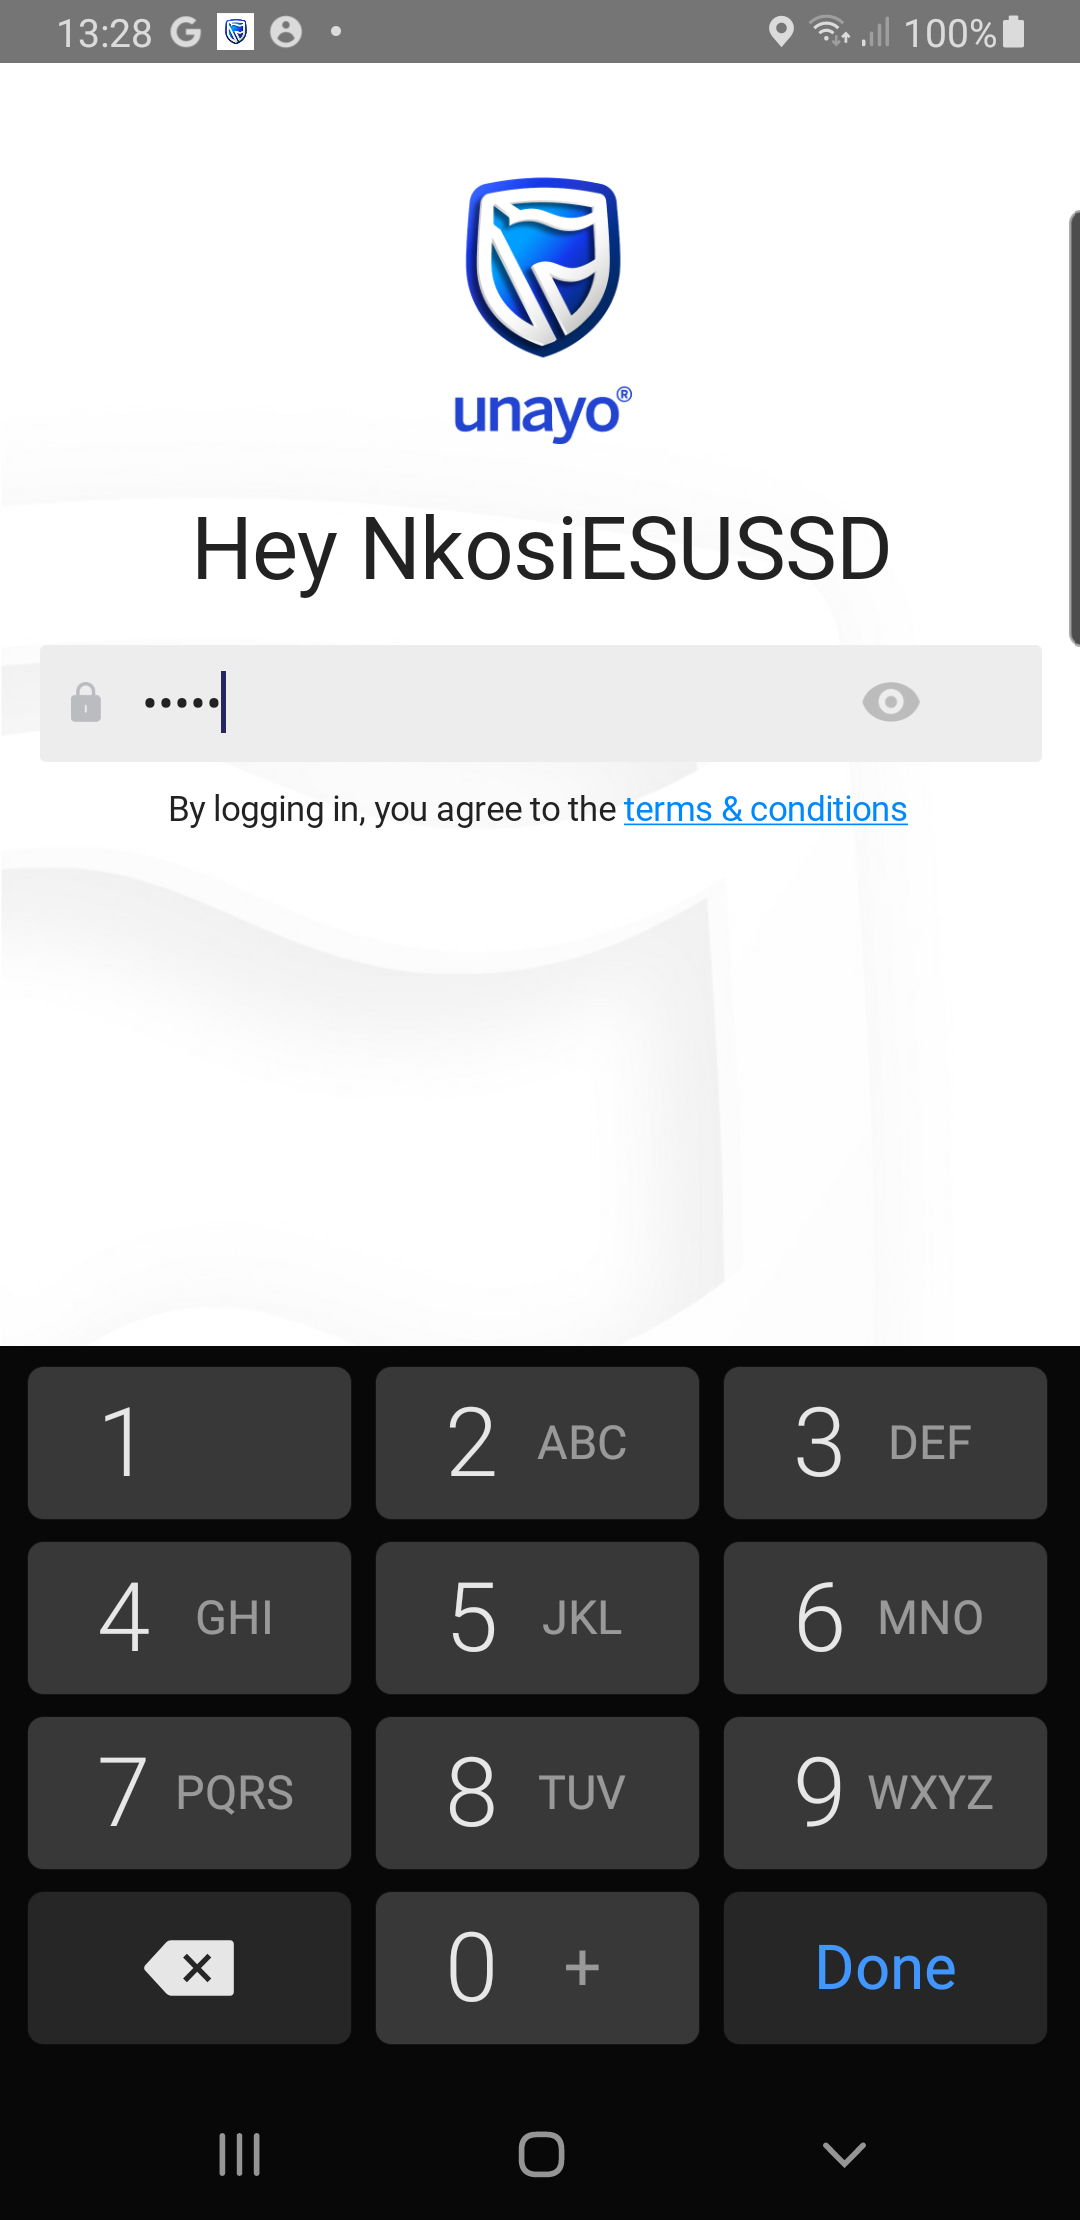 13:28
100%
unayo®
Hey NkosiESUSSD
•••••
By logging in, you agree to the terms & conditions
1
2 ABC
3 DEF
4 GHI
5 JKL
6 MNO
7 PQRS
8 TUV
9 WXYZ
0 +
Done